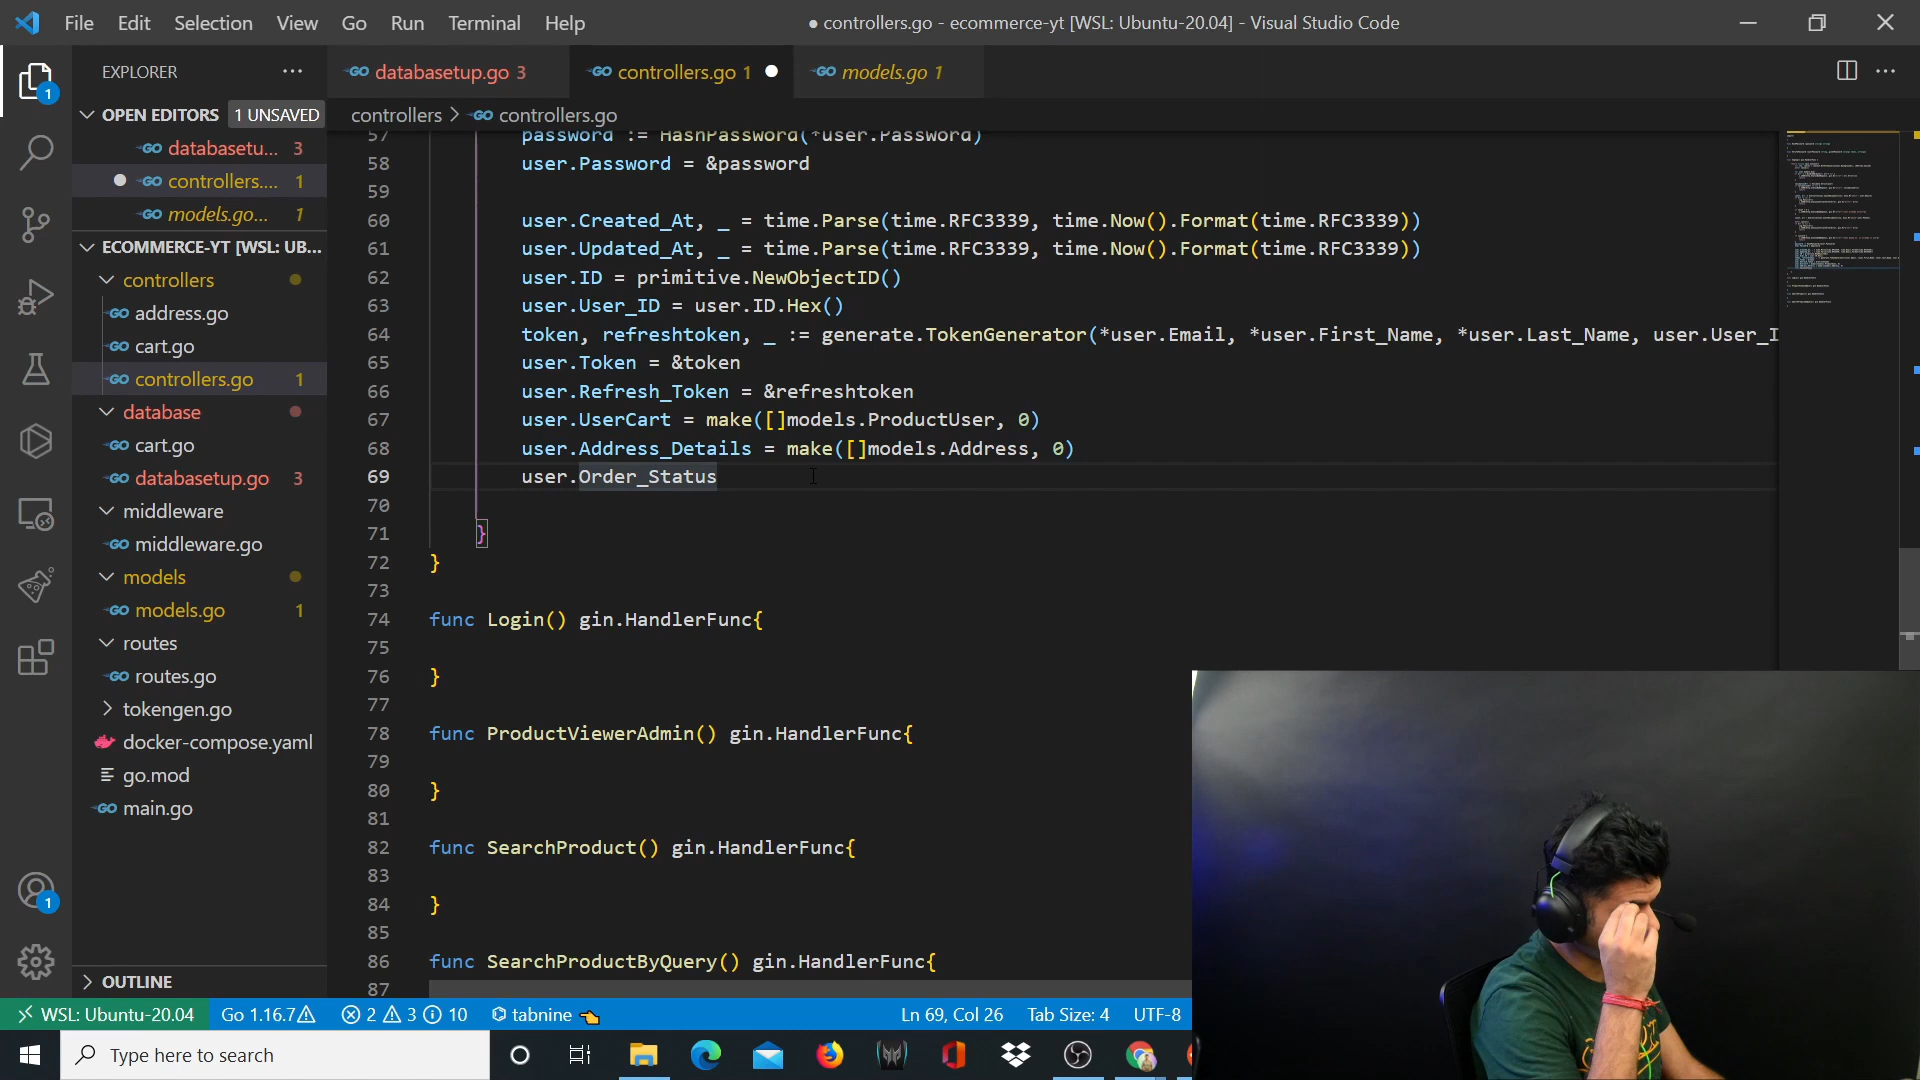 File Edit Selection View Go Run Terminal Help
● controllers.go - ecommerce-yt [WSL: Ubuntu-20.04] - Visual Studio Code
EXPLORER
databasetup.go 3
controllers.go 1
models.go 1
1
OPEN EDITORS 1 UNSAVED
databasetu... 3
controllers.... 1
models.go... 1
ECOMMERCE-YT [WSL: UB...
controllers
address.go
cart.go
controllers.go 1
database
cart.go
databasetup.go 3
middleware
middleware.go
models
models.go 1
routes
routes.go
tokengen.go
docker-compose.yaml
go.mod
main.go
OUTLINE
1
controllers > controllers.go
57 password := HashPassword(*user.Password)
58 user.Password = &password
59
60 user.Created_At, _ = time.Parse(time.RFC3339, time.Now().Format(time.RFC3339))
61 user.Updated_At, _ = time.Parse(time.RFC3339, time.Now().Format(time.RFC3339))
62 user.ID = primitive.NewObjectID()
63 user.User_ID = user.ID.Hex()
64 token, refreshtoken, _ := generate.TokenGenerator(*user.Email, *user.First_Name, *user.Last_Name, user.User_I
65 user.Token = &token
66 user.Refresh_Token = &refreshtoken
67 user.UserCart = make([]models.ProductUser, 0)
68 user.Address_Details = make([]models.Address, 0)
69 user.Order_Status
70
71 }
72 }
73
74 func Login() gin.HandlerFunc{
75
76 }
77
78 func ProductViewerAdmin() gin.HandlerFunc{
79
80 }
81
82 func SearchProduct() gin.HandlerFunc{
83
84 }
85
86 func SearchProductByQuery() gin.HandlerFunc{
87
WSL: Ubuntu-20.04 Go 1.16.7 2 3 10 tabnine Ln 69, Col 26 Tab Size: 4 UTF-8
Type here to search